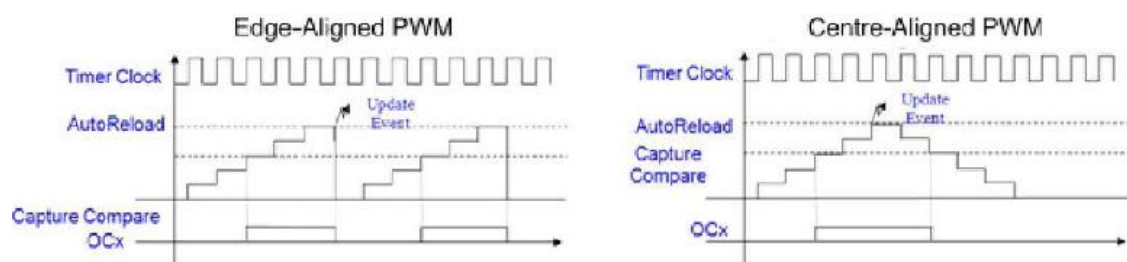 Edge-Aligned PWM
Timer Clock
Update
Event
AutoReload
Capture Compare
OCx
Centre-Aligned PWM
Timer Clock
Update
Event
AutoReload
Capture
Compare
OCx